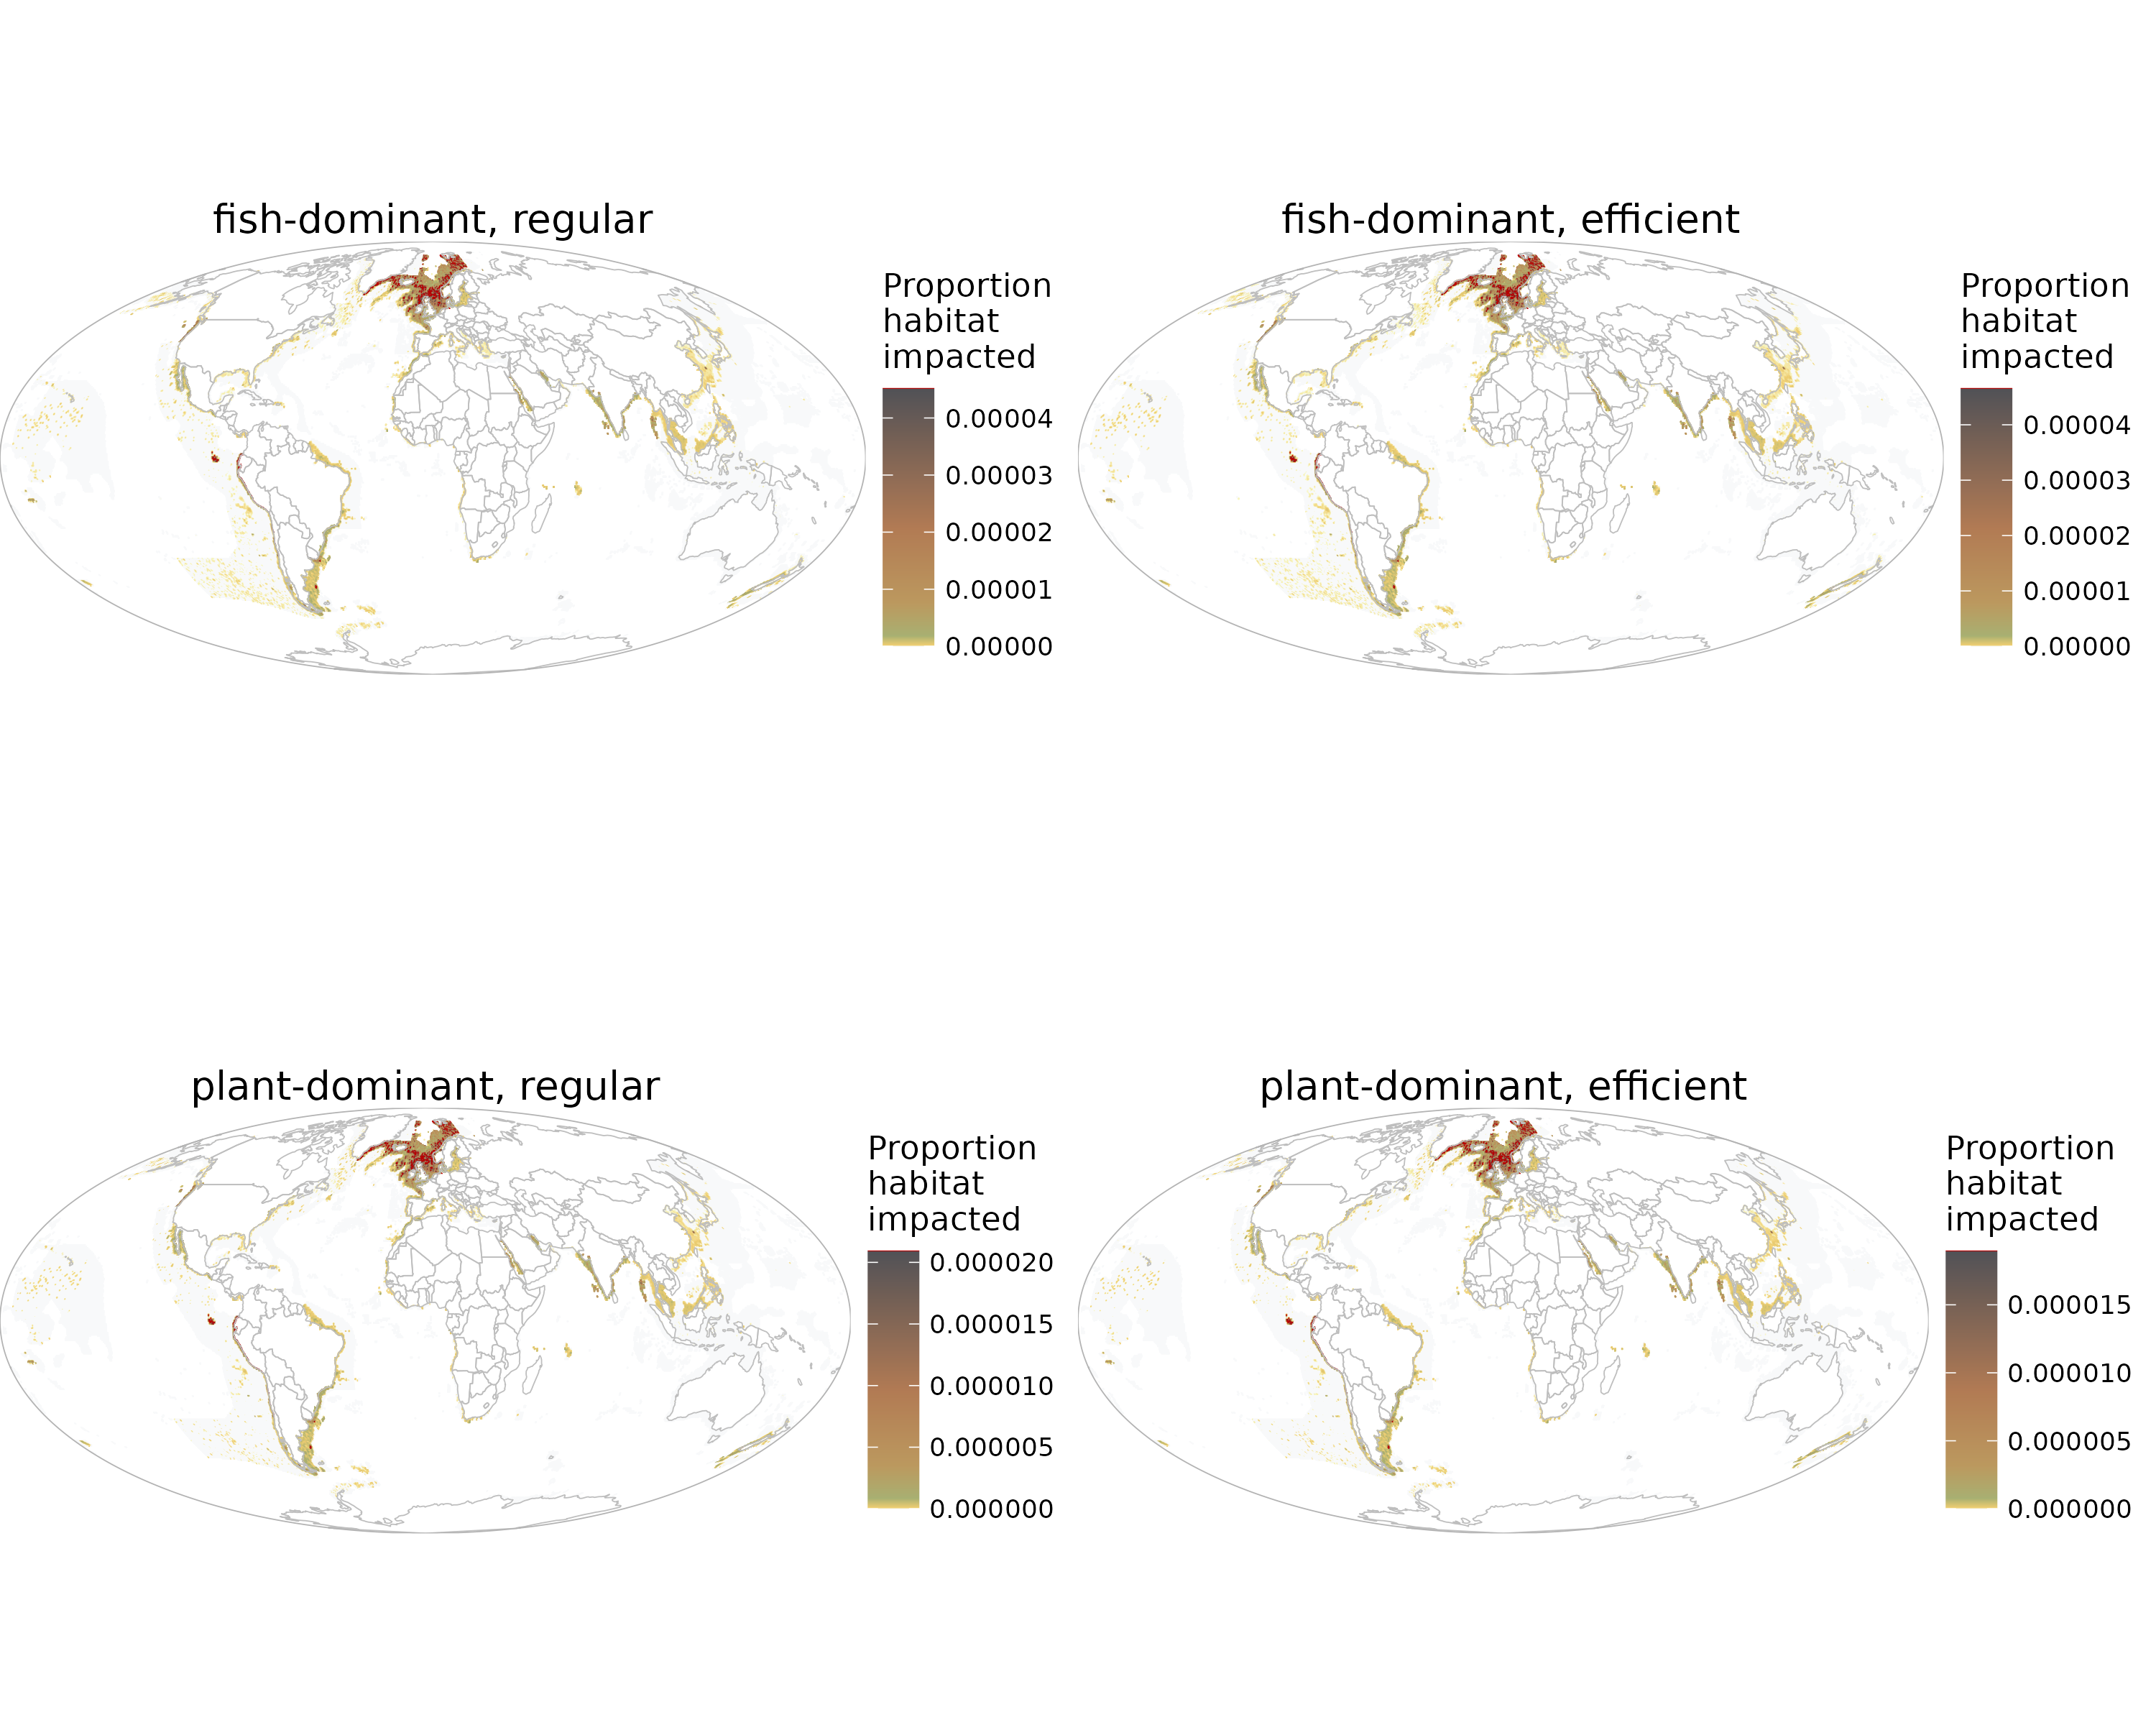 fish-dominant, regular
Proportion
habitat
impacted
0.00004
0.00003
0.00002
0.00001
0.00000
fish-dominant, efficient
Proportion
habitat
impacted
0.00004
0.00003
0.00002
0.00001
0.00000
plant-dominant, regular
Proportion
habitat
impacted
0.000020
0.000015
0.000010
0.000005
0.000000
plant-dominant, efficient
Proportion
habitat
impacted
0.000015
0.000010
0.000005
0.000000